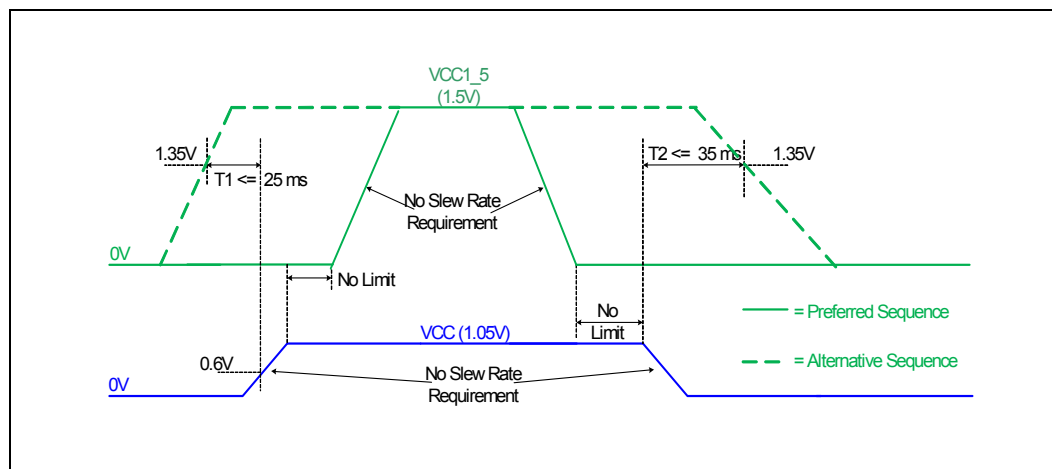 VCC1_5
(1.5V)
1.35V
T1 <= 25 ms
T2 <= 35 ms
1.35V
No Slew Rate
Requirement
0V
No Limit
No
Limit
= Preferred Sequence
VCC (1.05V)
0.6V
No Slew Rate
Requirement
= Alternative Sequence
0V